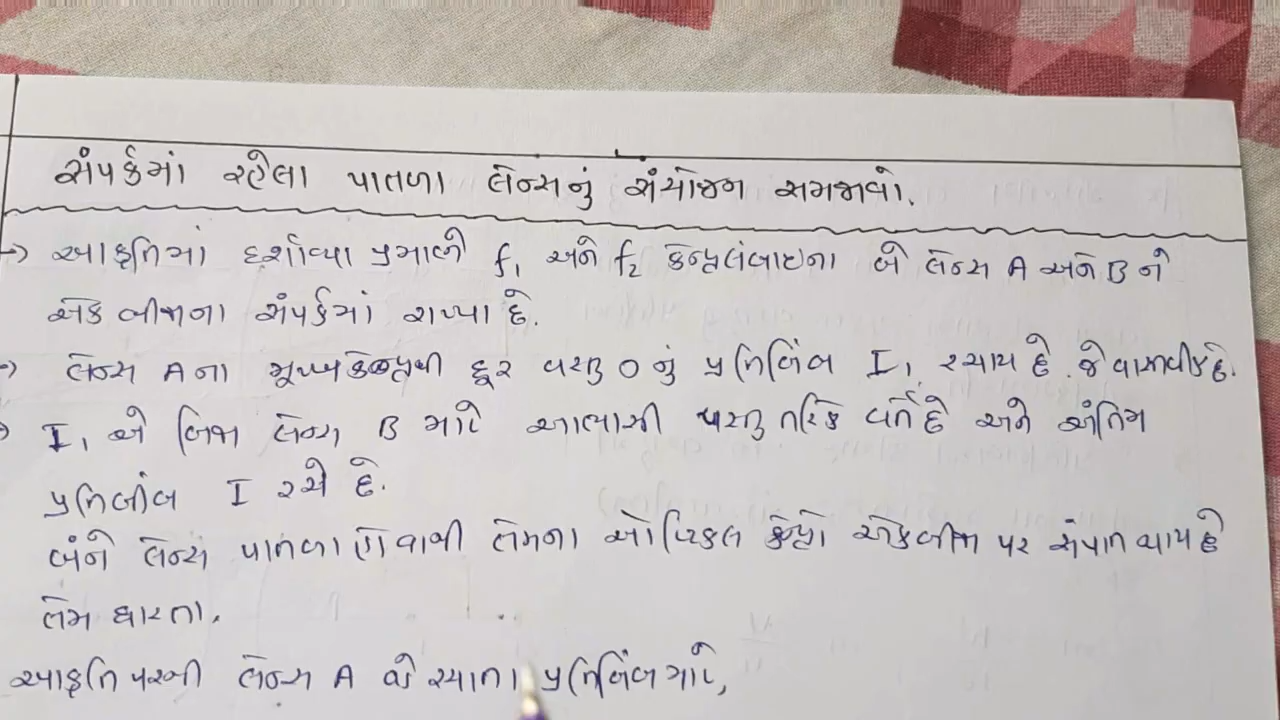 સંપર્કમાં રહેલા પાતળા લેન્સનું સંયોજન સમજાવો.
→ આકૃતિમાં દર્શાવ્યા પ્રમાણે f₁ અને f₂ કેન્દ્રલંબાઇના બે લેન્સ A અને B ને
એક બીજાના સંપર્કમાં રાખ્યા છે.
લેન્સ A ના મૂખ્યકેન્દ્રથી દૂર વસ્તુ O નું પ્રતિબિંબ I₁ રચાય છે. જે વાસ્તવીક છે.
I₁ એ બિજા લેન્સ B માટે આભાસી વસ્તુ તરિકે વર્તે છે અને અંતિમ
પ્રતિબીંબ I રચે છે.
બંને લેન્સ પાતળા હોવાથી તેમના ઓપ્ટિકલ કેન્દ્રો એકબીજા પર સંપાત થાય છે
તેમ ધારતા,
આકૃતિ પરથી લેન્સ A વડે રચાતા પ્રતિબિંબ માટે,